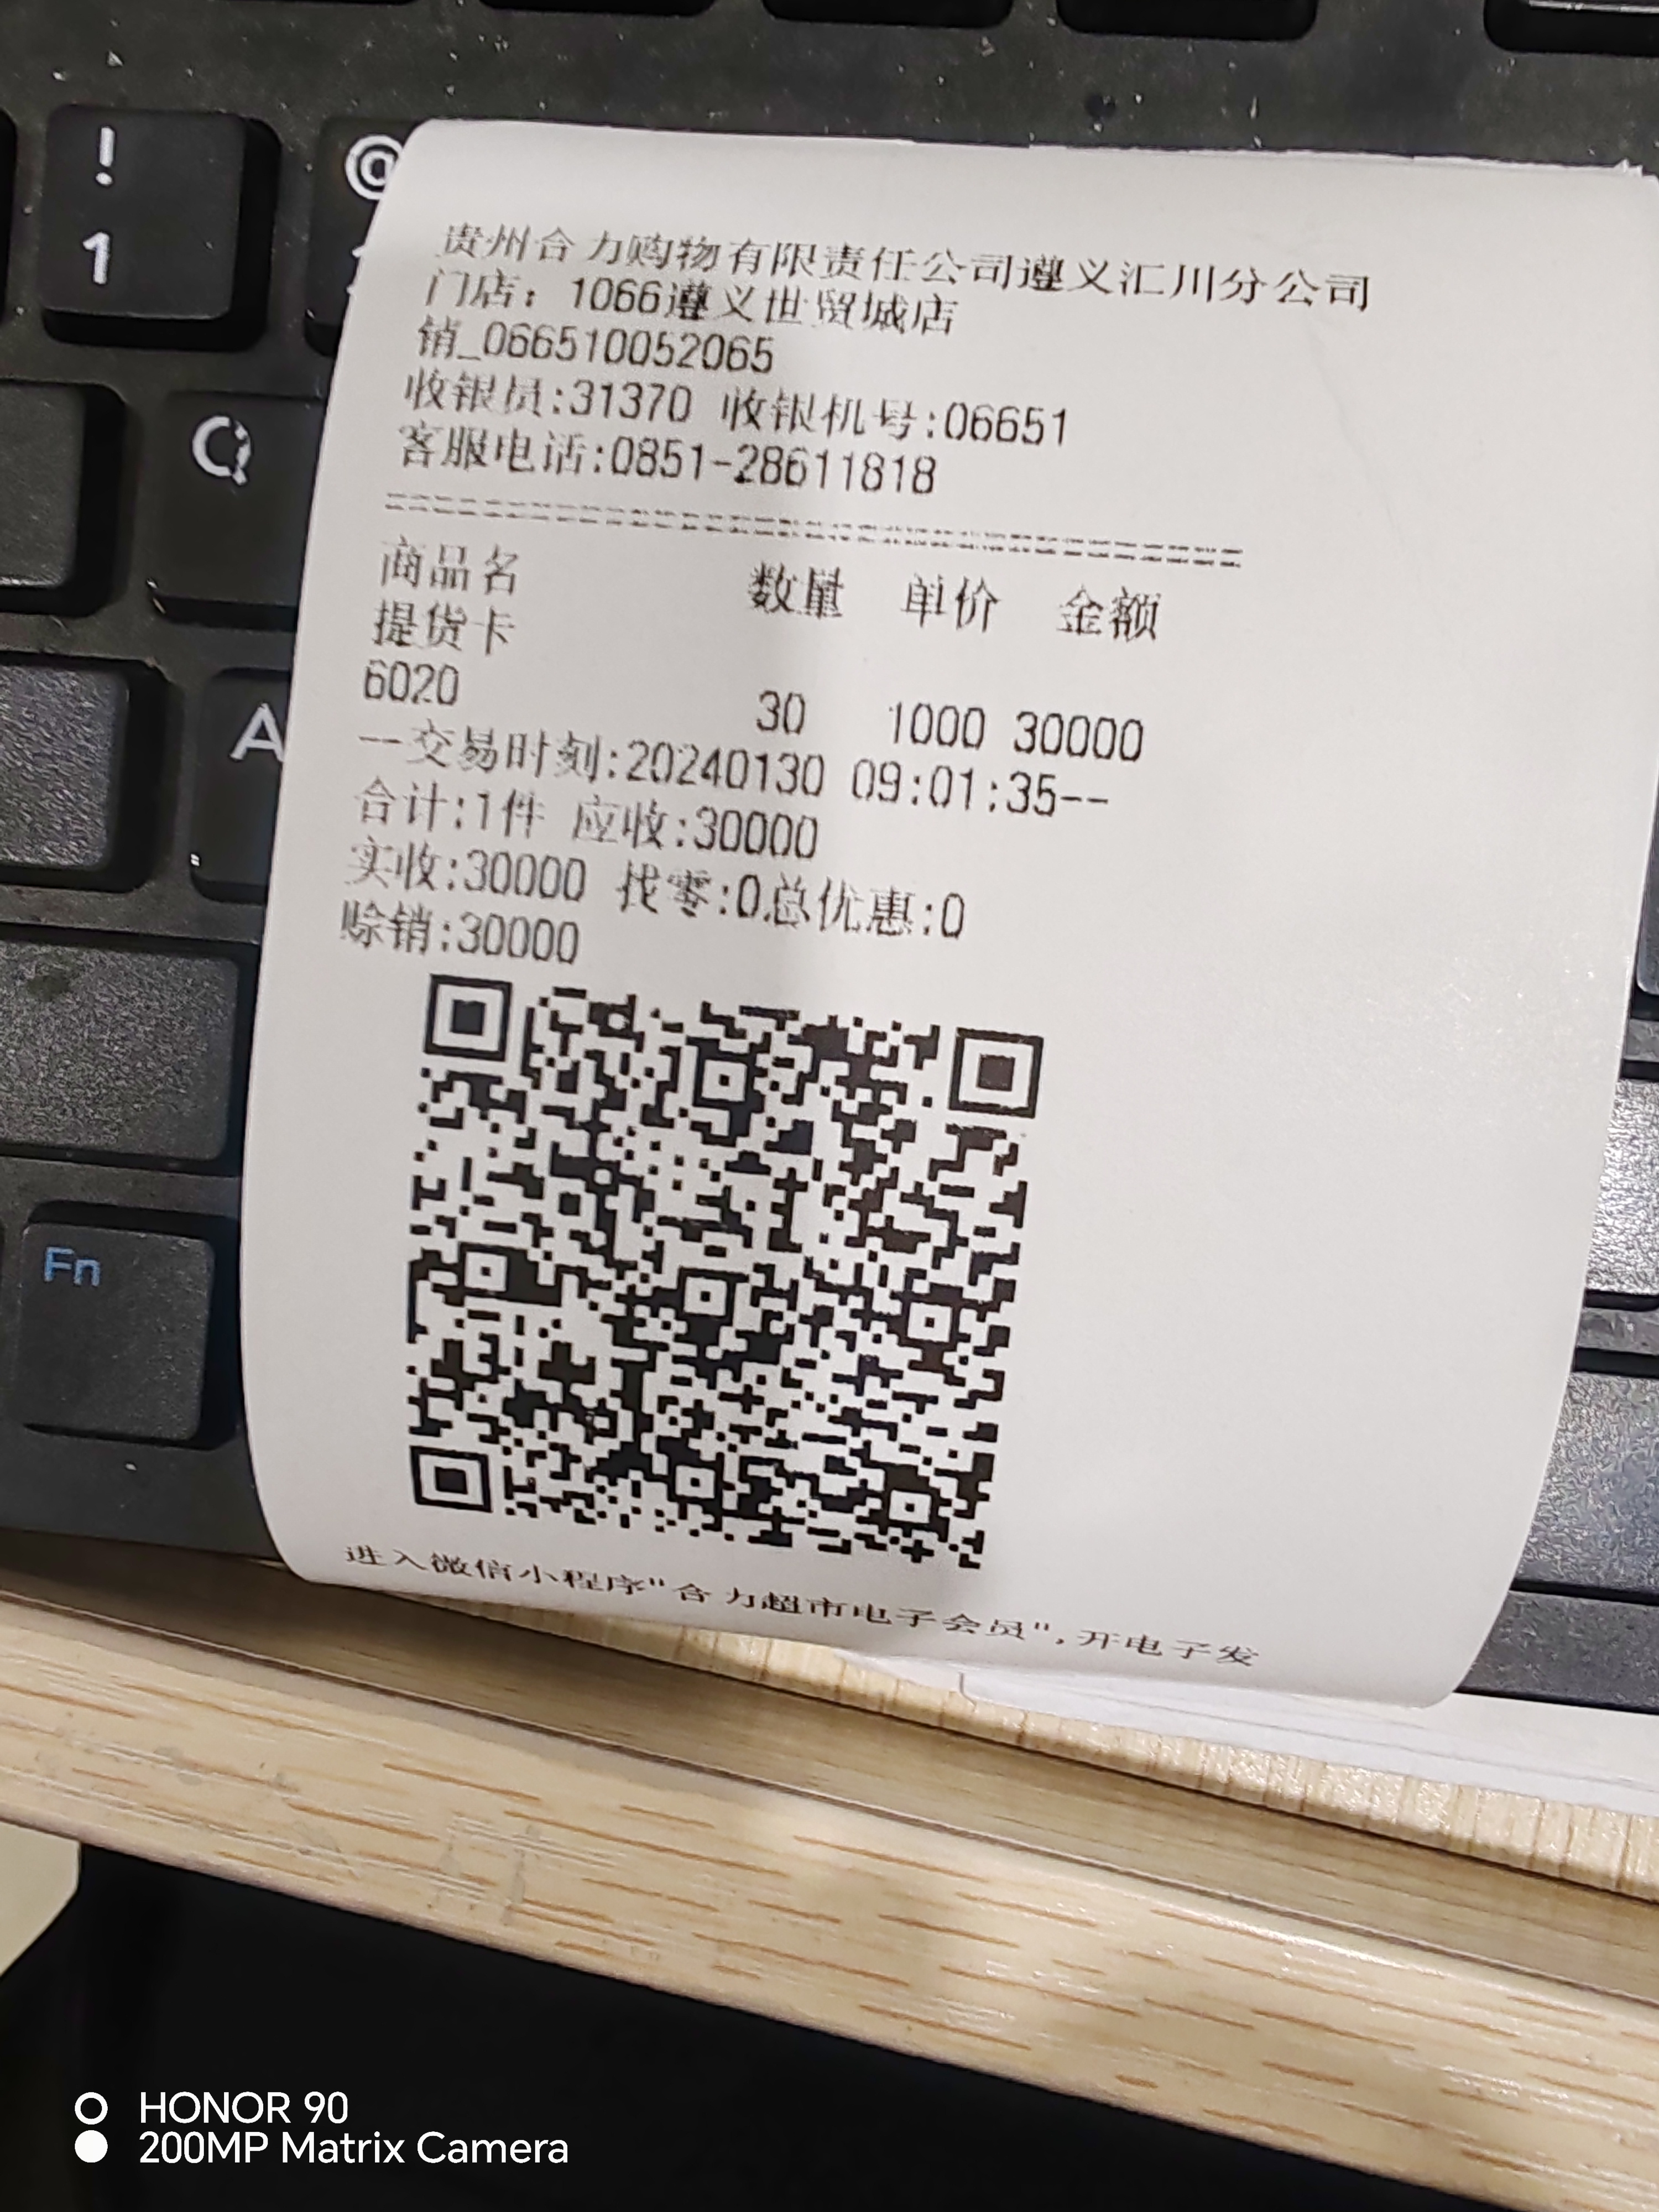 !
1
@
Q
A
Fn
贵州合力购物有限责任公司遵义汇川分公司
门店：1066遵义世贸城店
销_066510052065
收银员:31370 收银机号:06651
客服电话:0851-28611818
商品名 数量 单价 金额
提货卡
6020 30 1000 30000
--交易时刻:20240130 09:01:35--
合计:1件 应收:30000
实收:30000 找零:0总优惠:0
赊销:30000
进入微信小程序"合力超市电子会员",开电子发
HONOR 90
200MP Matrix Camera